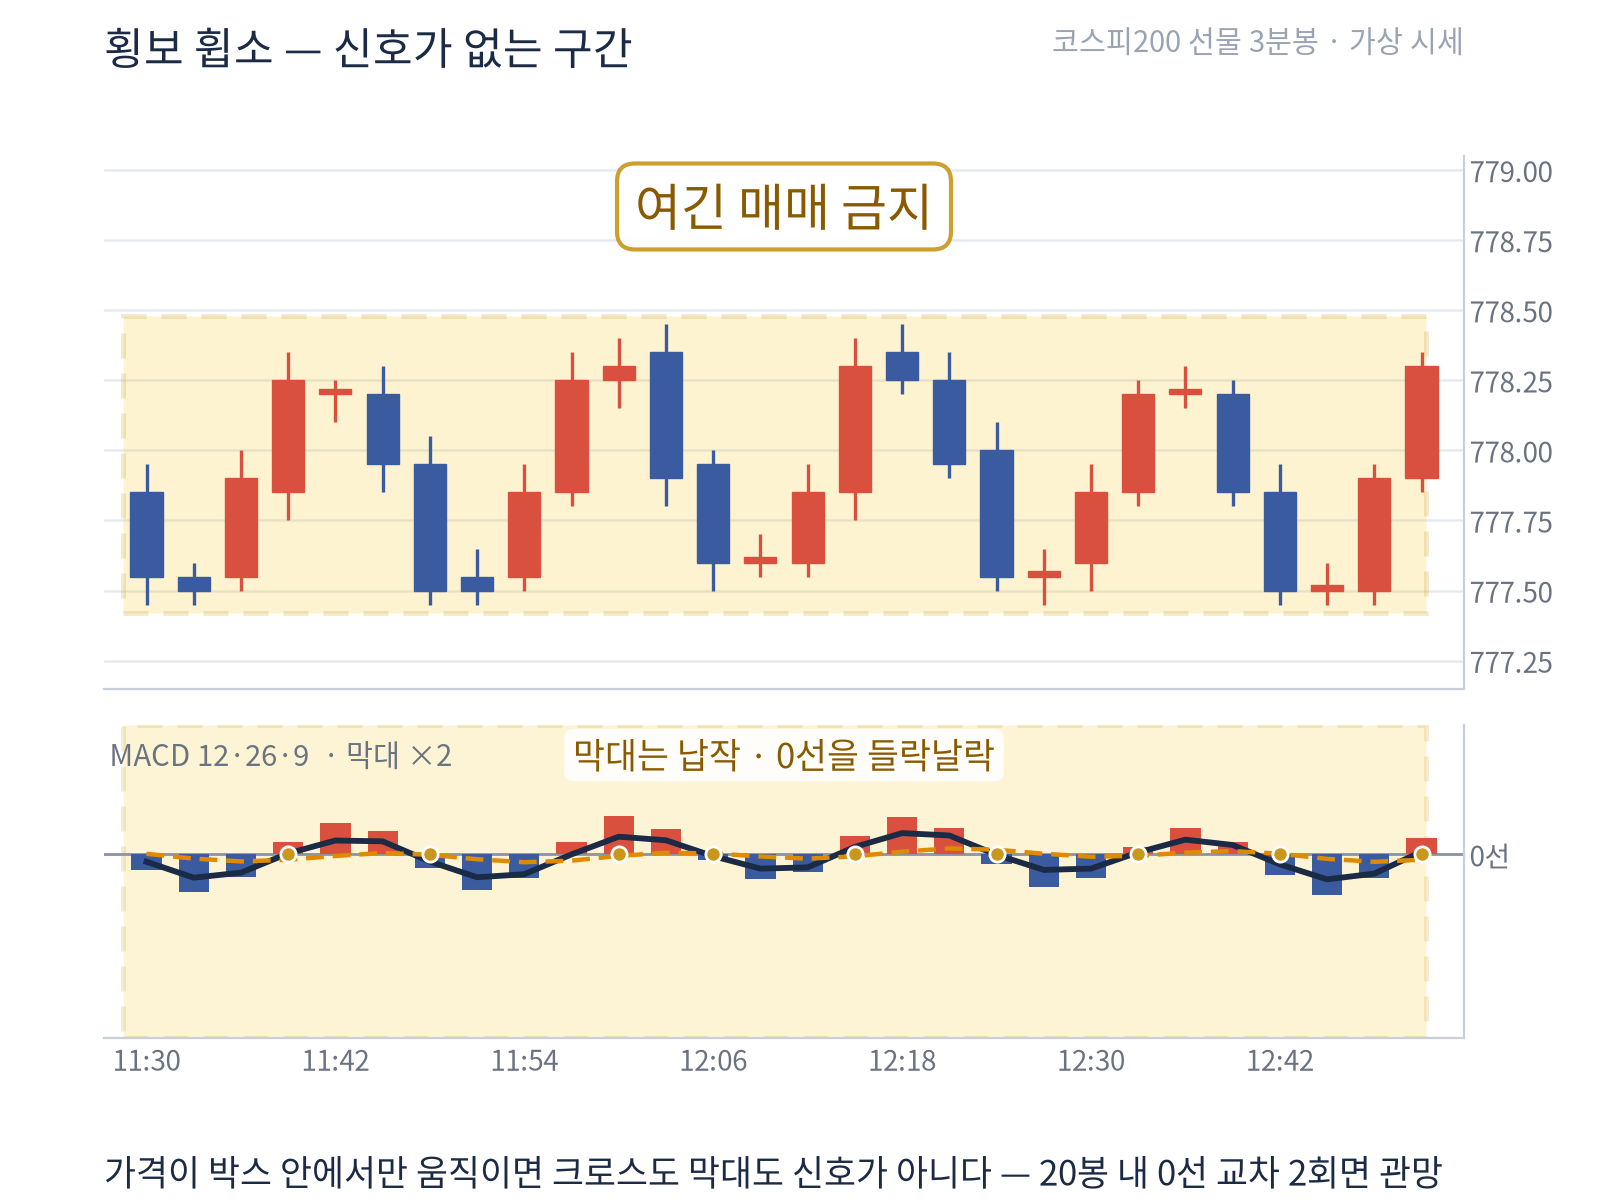 횡보 휩소 — 신호가 없는 구간
코스피200 선물 3분봉 · 가상 시세
여긴 매매 금지
779.00
778.75
778.50
778.25
778.00
777.75
777.50
777.25
MACD 12·26·9 · 막대 ×2
막대는 납작 · 0선을 들락날락
0선
11:30 11:42 11:54 12:06 12:18 12:30 12:42
가격이 박스 안에서만 움직이면 크로스도 막대도 신호가 아니다 — 20봉 내 0선 교차 2회면 관망